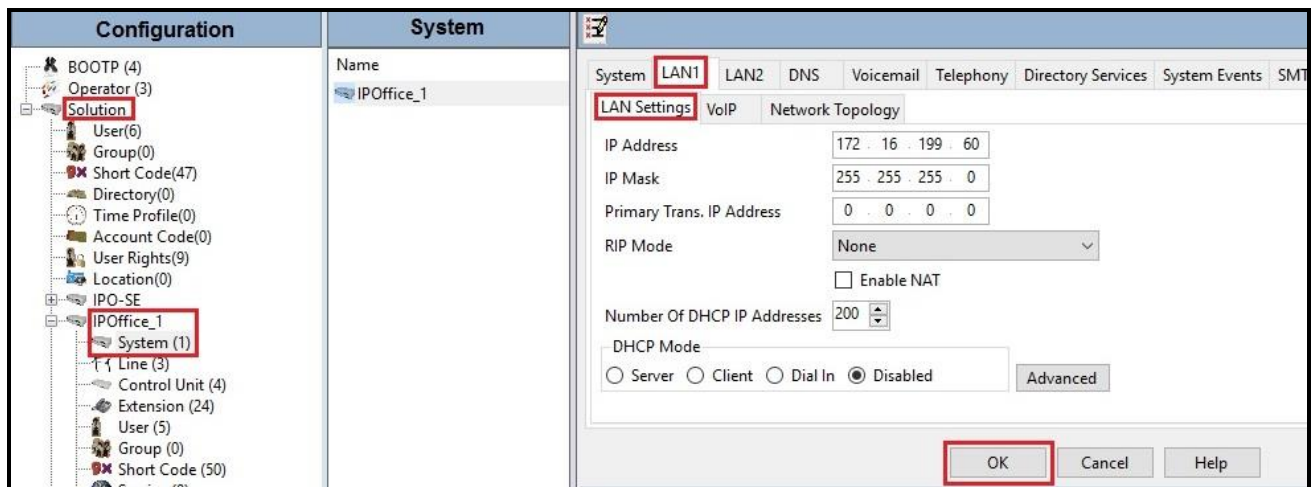 Configuration
BOOTP (4)
Operator (3)
Solution
User(6)
Group(0)
Short Code(47)
Directory(0)
Time Profile(0)
Account Code(0)
User Rights(9)
Location(0)
IPO-SE
IPOffice_1
System (1)
Line (3)
Control Unit (4)
Extension (24)
User (5)
Group (0)
Short Code (50)
System
Name
IPOffice_1
System LAN1 LAN2 DNS Voicemail Telephony Directory Services System Events SMT
LAN Settings VoIP Network Topology
IP Address 172 . 16 . 199 . 60
IP Mask 255 . 255 . 255 . 0
Primary Trans. IP Address 0 . 0 . 0 . 0
RIP Mode None
Enable NAT
Number Of DHCP IP Addresses 200
DHCP Mode
Server Client Dial In Disabled Advanced
OK Cancel Help